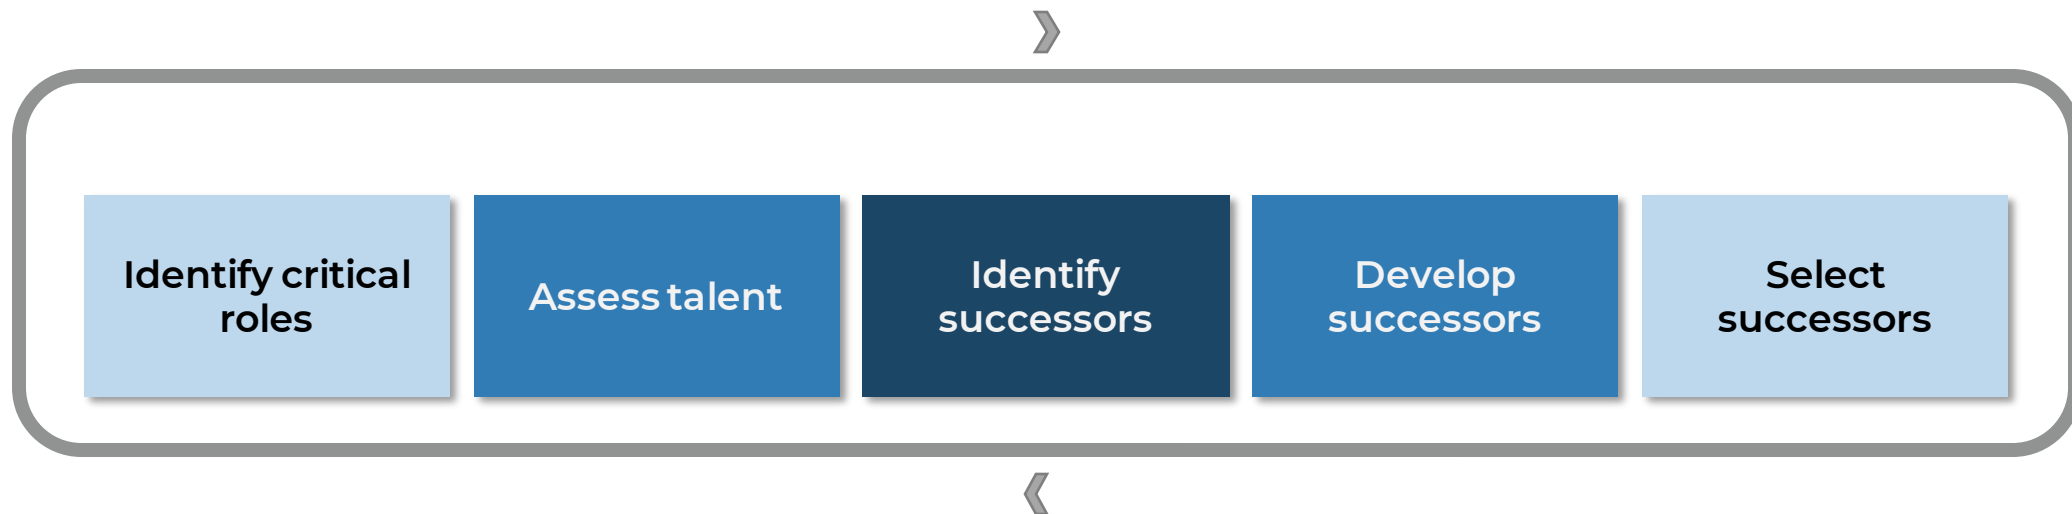 Identify critical
roles
Assess talent
Identify
successors
Develop
successors
Select
successors